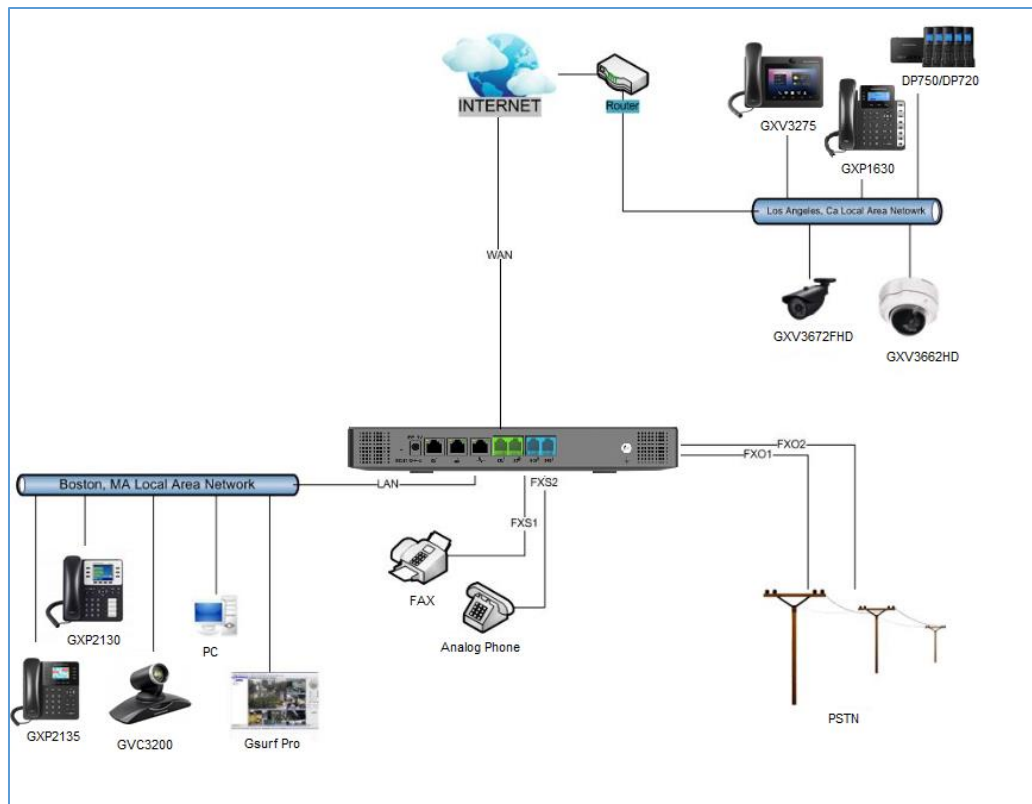 INTERNET
Router
GXV3275
GXP1630
DP750/DP720
Los Angeles, Ca Local Area Netowrk
GXV3672FHD
GXV3662HD
WAN
FXO2
FXO1
LAN
FXS2
FXS1
Boston, MA Local Area Network
FAX
Analog Phone
GXP2130
PC
GXP2135
GVC3200
Gsurf Pro
PSTN